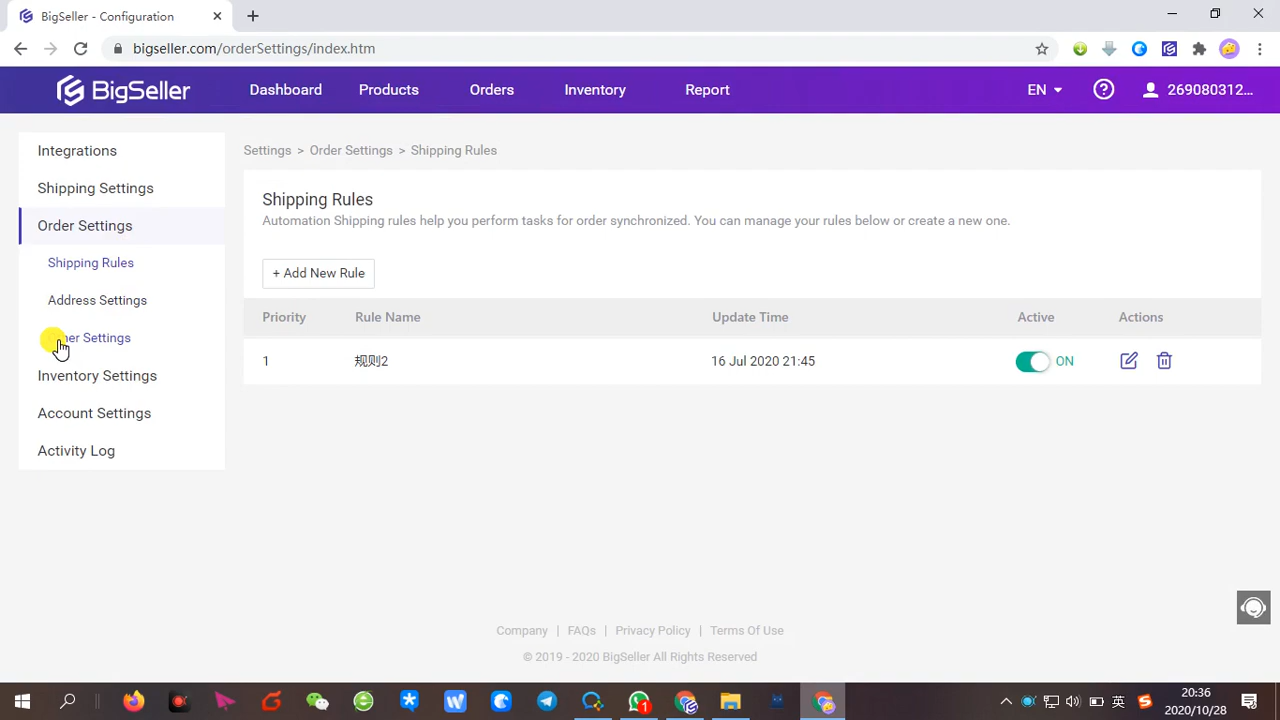 BigSeller - Configuration
bigseller.com/orderSettings/index.htm
BigSeller
Dashboard
Products
Orders
Inventory
Report
EN
269080312...
Integrations
Shipping Settings
Order Settings
Shipping Rules
Address Settings
Settings
Inventory Settings
Account Settings
Activity Log
Settings > Order Settings > Shipping Rules
Shipping Rules
Automation Shipping rules help you perform tasks for order synchronized. You can manage your rules below or create a new one.
+ Add New Rule
Priority Rule Name Update Time Active Actions
1 规则2 16 Jul 2020 21:45 ON
Company | FAQs | Privacy Policy | Terms Of Use
© 2019 - 2020 BigSeller All Rights Reserved
1
英
20:36
2020/10/28